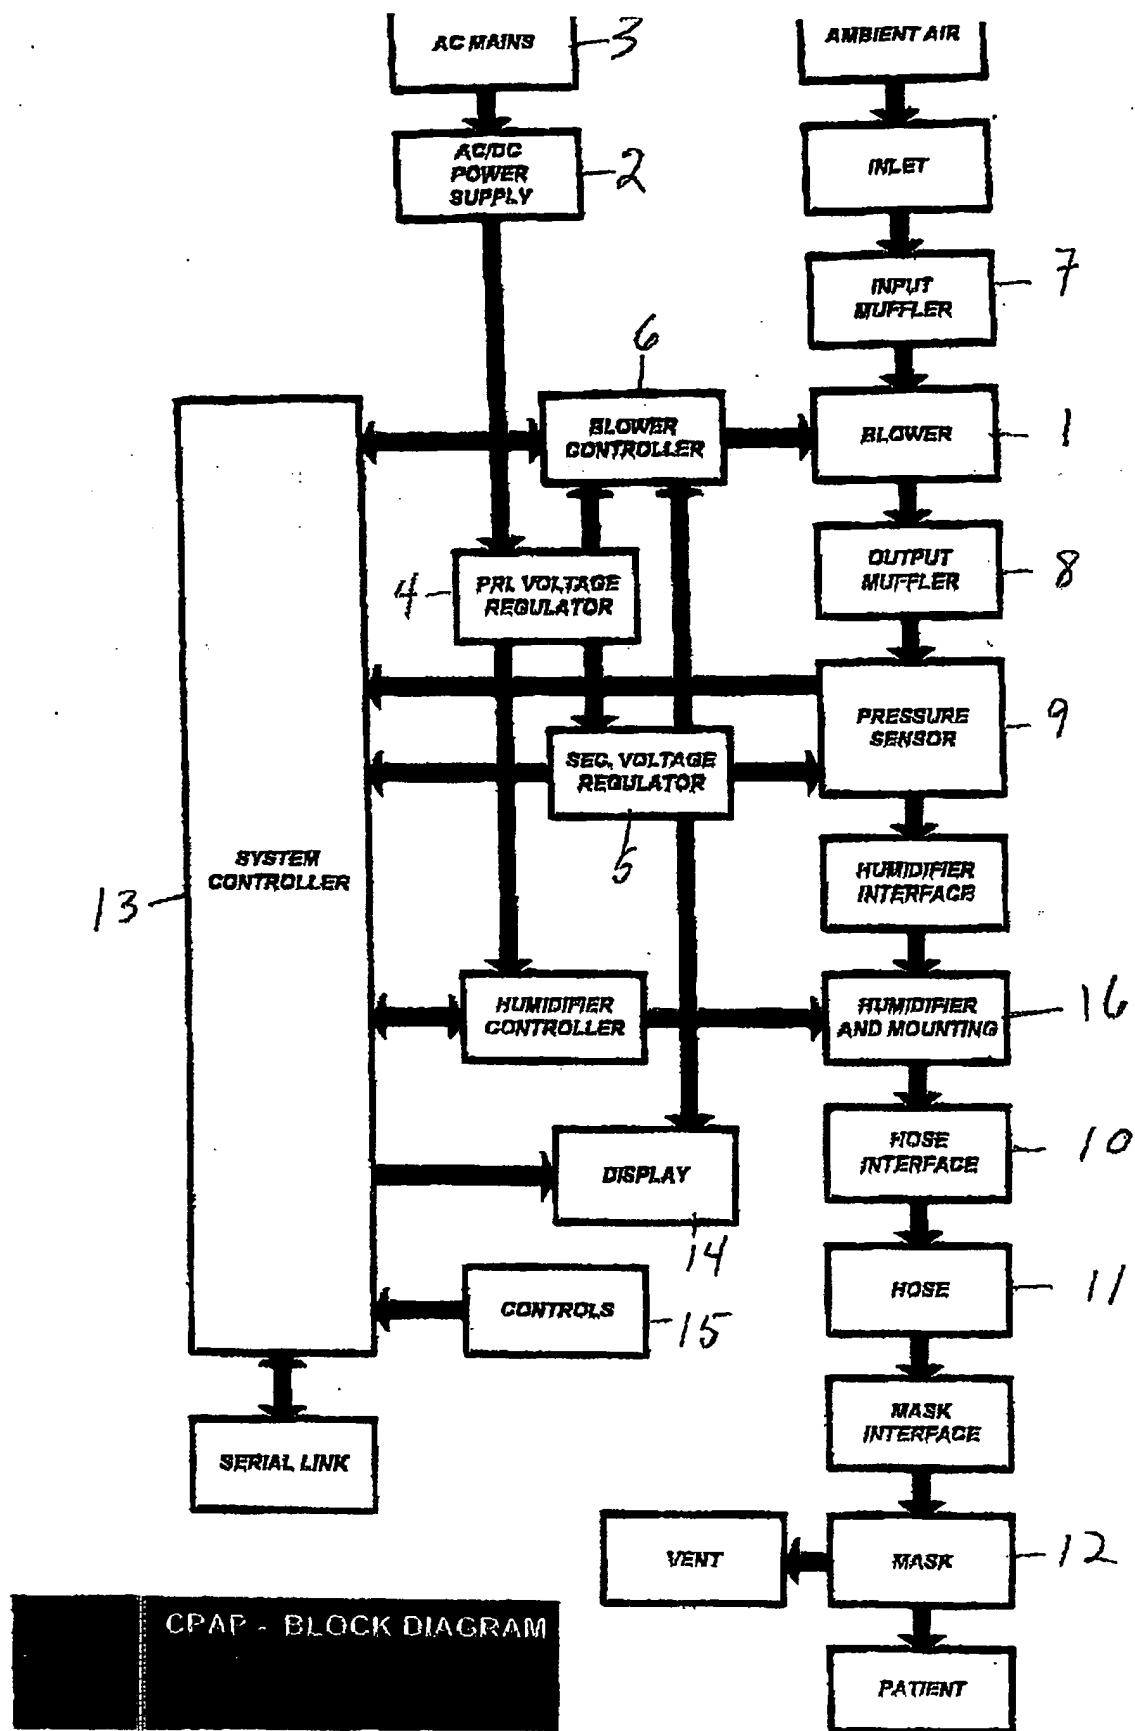 AC MAINS
3
AMBIENT AIR
AC/DC
POWER
SUPPLY
2
INLET
INPUT
MUFFLER
7
6
BLOWER
CONTROLLER
BLOWER
1
PRI. VOLTAGE
REGULATOR
4
OUTPUT
MUFFLER
8
PRESSURE
SENSOR
9
SEC. VOLTAGE
REGULATOR
5
SYSTEM
CONTROLLER
13
HUMIDIFIER
INTERFACE
HUMIDIFIER
CONTROLLER
HUMIDIFIER
AND MOUNTING
16
HOSE
INTERFACE
10
DISPLAY
14
HOSE
11
CONTROLS
15
MASK
INTERFACE
SERIAL LINK
VENT
MASK
12
CPAP - BLOCK DIAGRAM
PATIENT